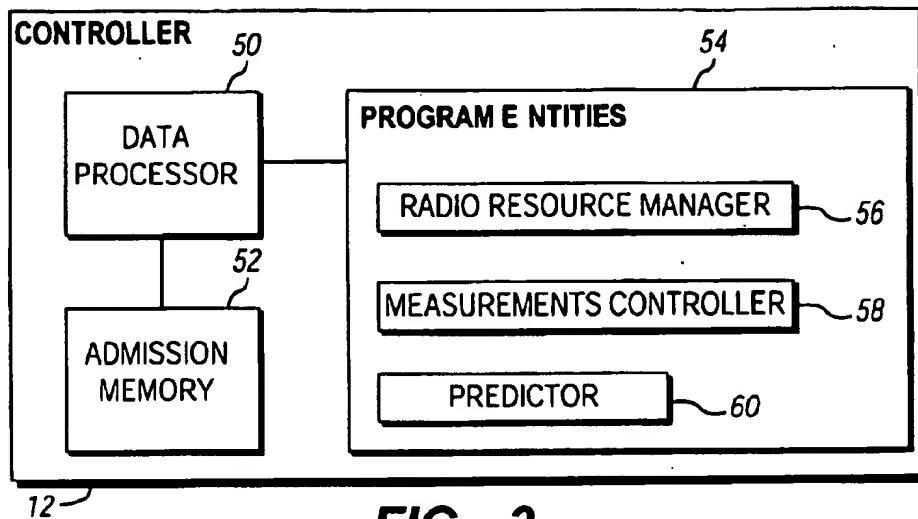 CONTROLLER
50
DATA
PROCESSOR
52
ADMISSION
MEMORY
54
PROGRAM E NTITIES
RADIO RESOURCE MANAGER
56
MEASUREMENTS CONTROLLER
58
PREDICTOR
60
12